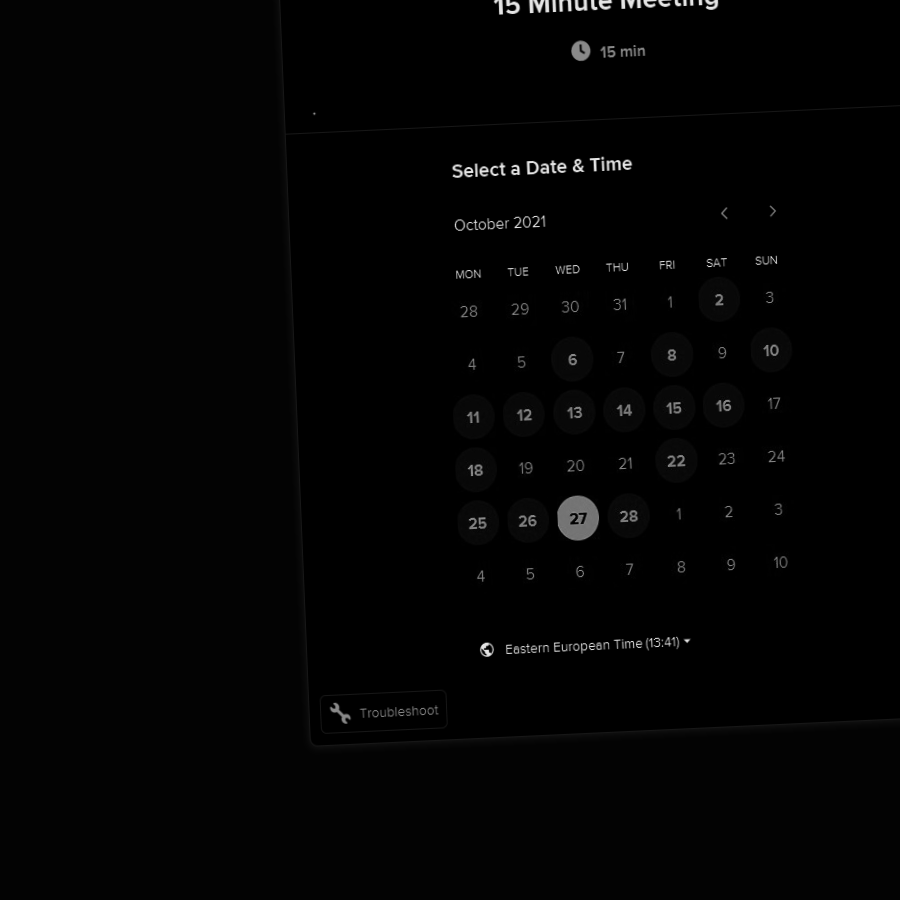 15 Minute Meeting
15 min
Select a Date & Time
October 2021
MON TUE WED THU FRI SAT SUN
28 29 30 31 1 2 3
4 5 6 7 8 9 10
11 12 13 14 15 16 17
18 19 20 21 22 23 24
25 26 27 28 1 2 3
4 5 6 7 8 9 10
Eastern European Time (13:41)
Troubleshoot